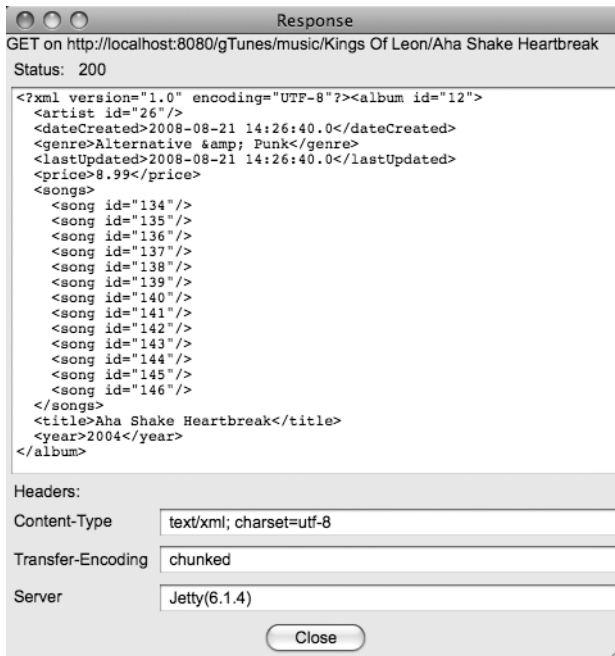 Response
GET on http://localhost:8080/gTunes/music/Kings Of Leon/Aha Shake Heartbreak
Status: 200
<?xml version="1.0" encoding="UTF-8"?><album id="12">
<artist id="26"/>
<dateCreated>2008-08-21 14:26:40.0</dateCreated>
<genre>Alternative &amp; Punk</genre>
<lastUpdated>2008-08-21 14:26:40.0</lastUpdated>
<price>8.99</price>
<songs>
<song id="134"/>
<song id="135"/>
<song id="136"/>
<song id="137"/>
<song id="138"/>
<song id="139"/>
<song id="140"/>
<song id="141"/>
<song id="142"/>
<song id="143"/>
<song id="144"/>
<song id="145"/>
<song id="146"/>
</songs>
<title>Aha Shake Heartbreak</title>
<year>2004</year>
</album>
Headers:
Content-Type text/xml; charset=utf-8
Transfer-Encoding chunked
Server Jetty(6.1.4)
Close